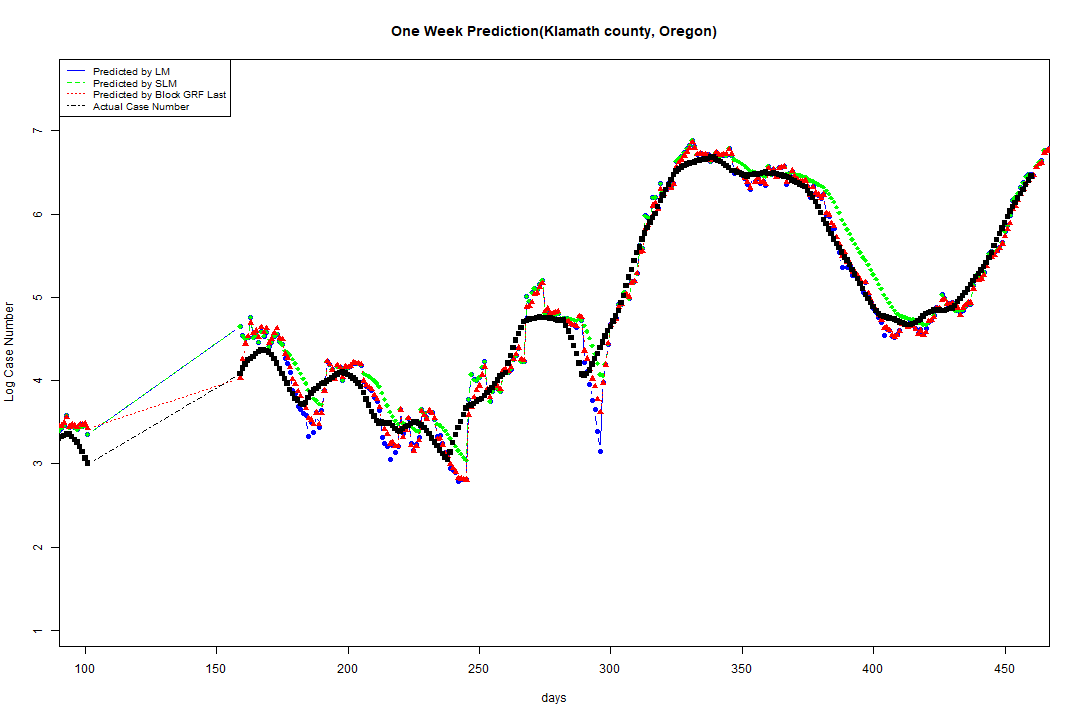 One Week Prediction(Klamath county, Oregon)
Predicted by LM
Predicted by SLM
Predicted by Block GRF Last
Actual Case Number
Log Case Number
7
6
5
4
3
2
1
100 150 200 250 300 350 400 450
days